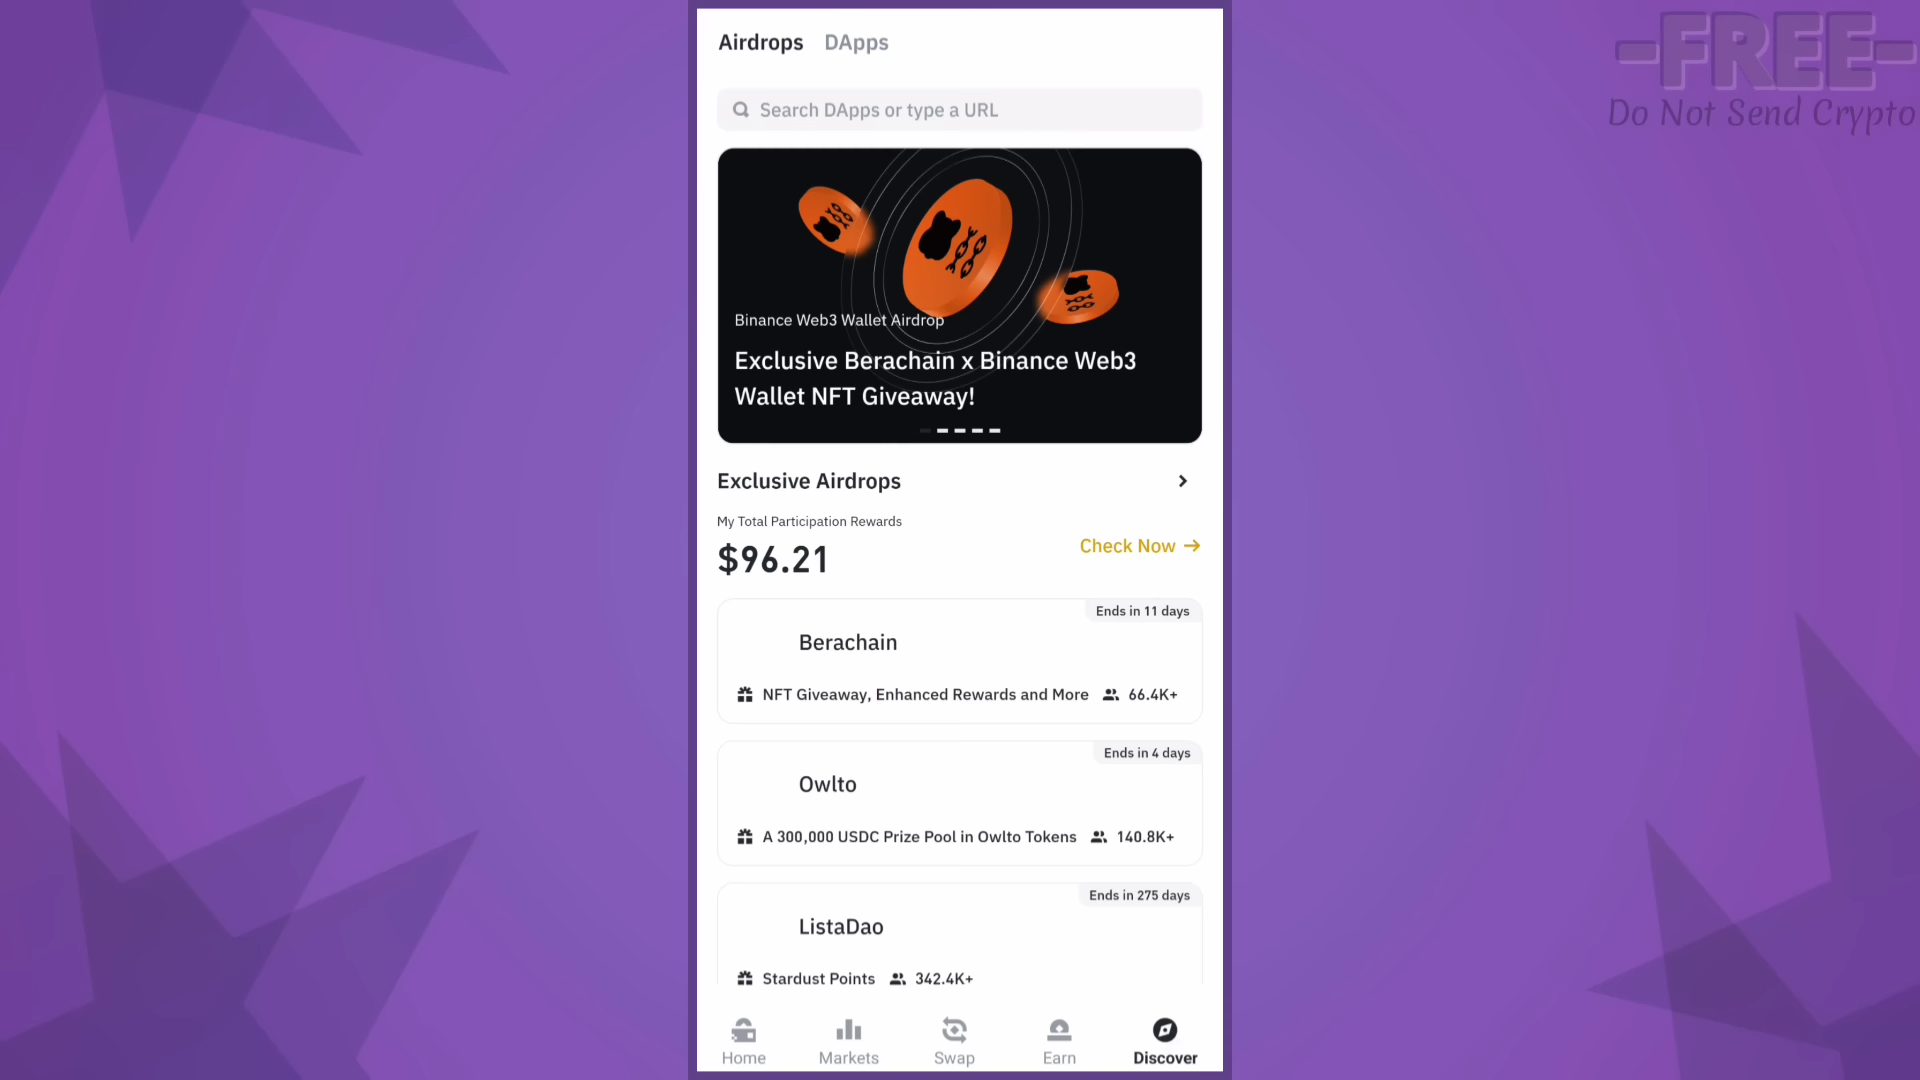 Airdrops DApps
-FREE-
Do Not Send Crypto
Search DApps or type a URL
Binance Web3 Wallet Airdrop
Exclusive Berachain x Binance Web3
Wallet NFT Giveaway!
Exclusive Airdrops
My Total Participation Rewards
$96.21
Check Now
Ends in 11 days
Berachain
NFT Giveaway, Enhanced Rewards and More 66.4K+
Ends in 4 days
Owlto
A 300,000 USDC Prize Pool in Owlto Tokens 140.8K+
Ends in 275 days
ListaDao
Stardust Points 342.4K+
Home Markets Swap Earn Discover